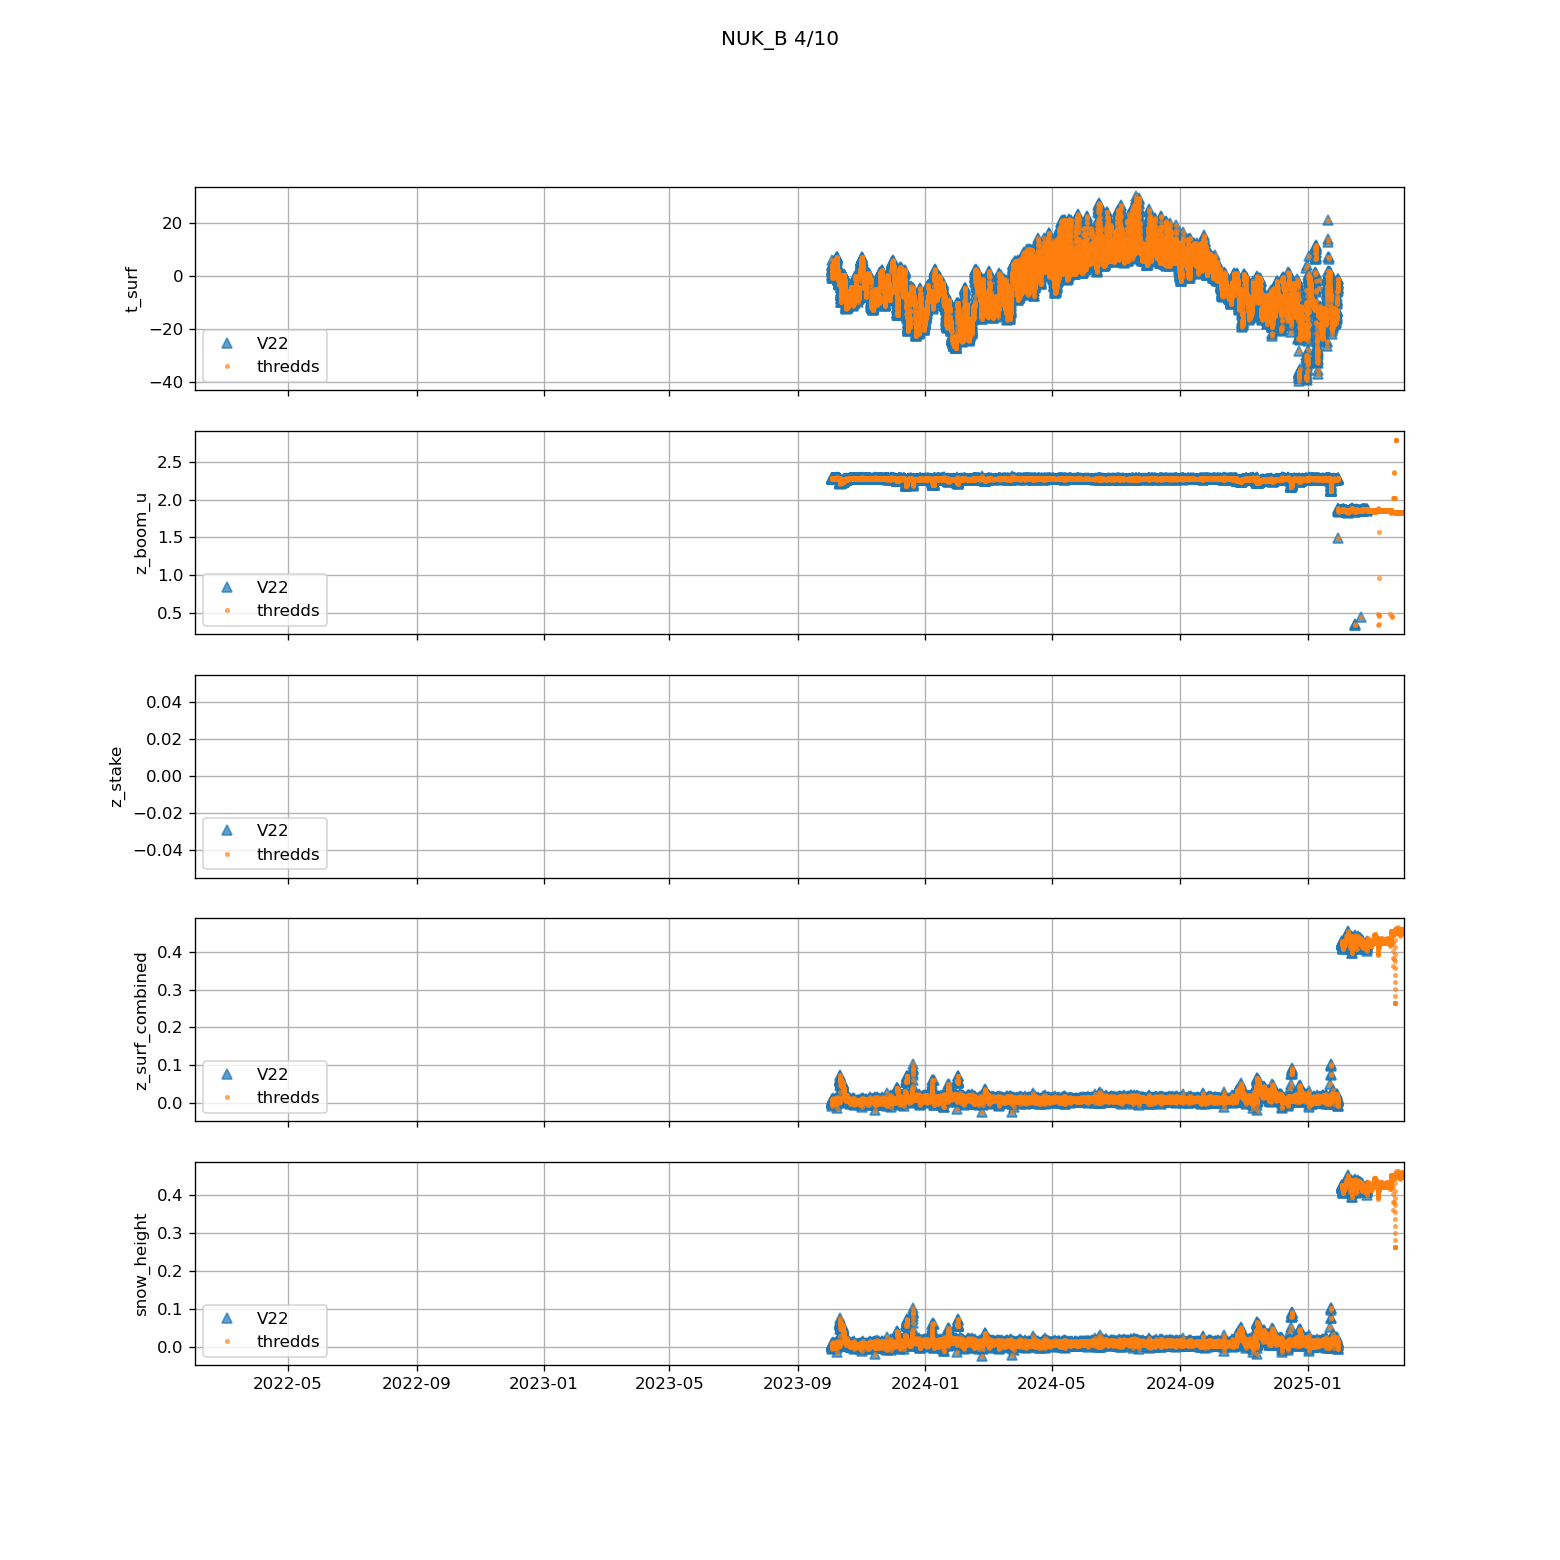 NUK_B 4/10
t_surf
20
0
−20
−40
V22
thredds
z_boom_u
2.5
2.0
1.5
1.0
0.5
V22
thredds
z_stake
0.04
0.02
0.00
−0.02
−0.04
V22
thredds
z_surf_combined
0.4
0.3
0.2
0.1
0.0
V22
thredds
snow_height
0.4
0.3
0.2
0.1
0.0
V22
thredds
2022-05 2022-09 2023-01 2023-05 2023-09 2024-01 2024-05 2024-09 2025-01